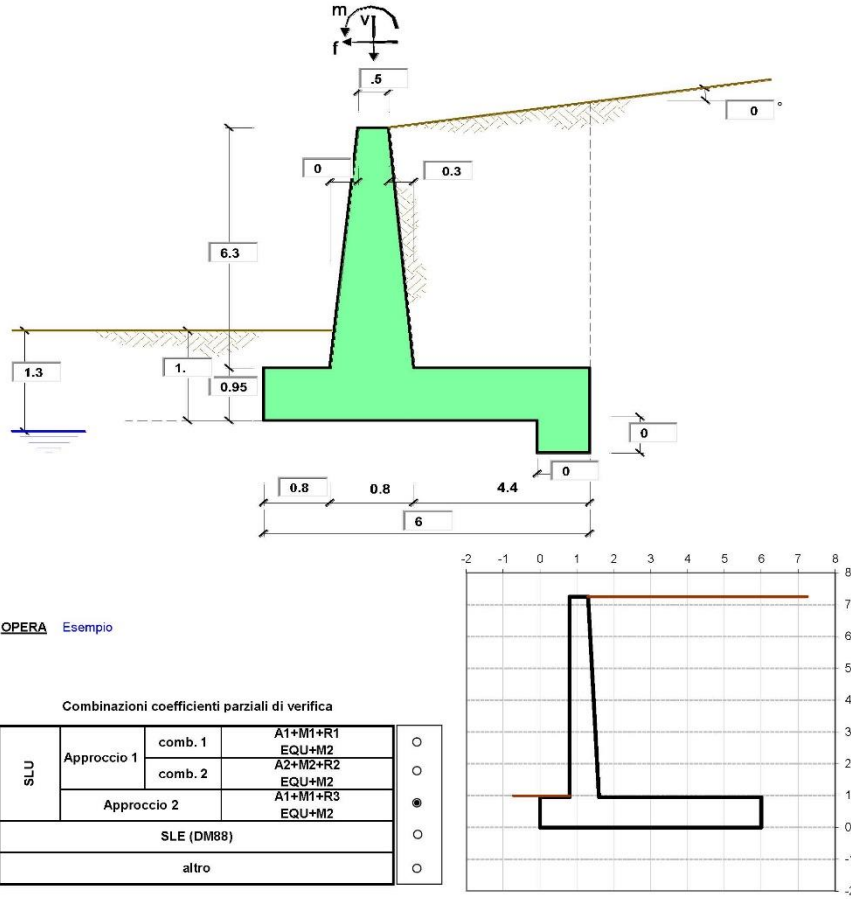 m
v
f
.5
0 °
0
0.3
6.3
1.3
1.
0.95
0
0
0.8 0.8 4.4
6
-2 -1 0 1 2 3 4 5 6 7 8
8
7
6
5
4
3
2
1
0
-1
-2
OPERA Esempio
Combinazioni coefficienti parziali di verifica
SLU
Approccio 1
comb. 1
A1+M1+R1
EQU+M2
comb. 2
A2+M2+R2
EQU+M2
Approccio 2
A1+M1+R3
EQU+M2
SLE (DM88)
altro